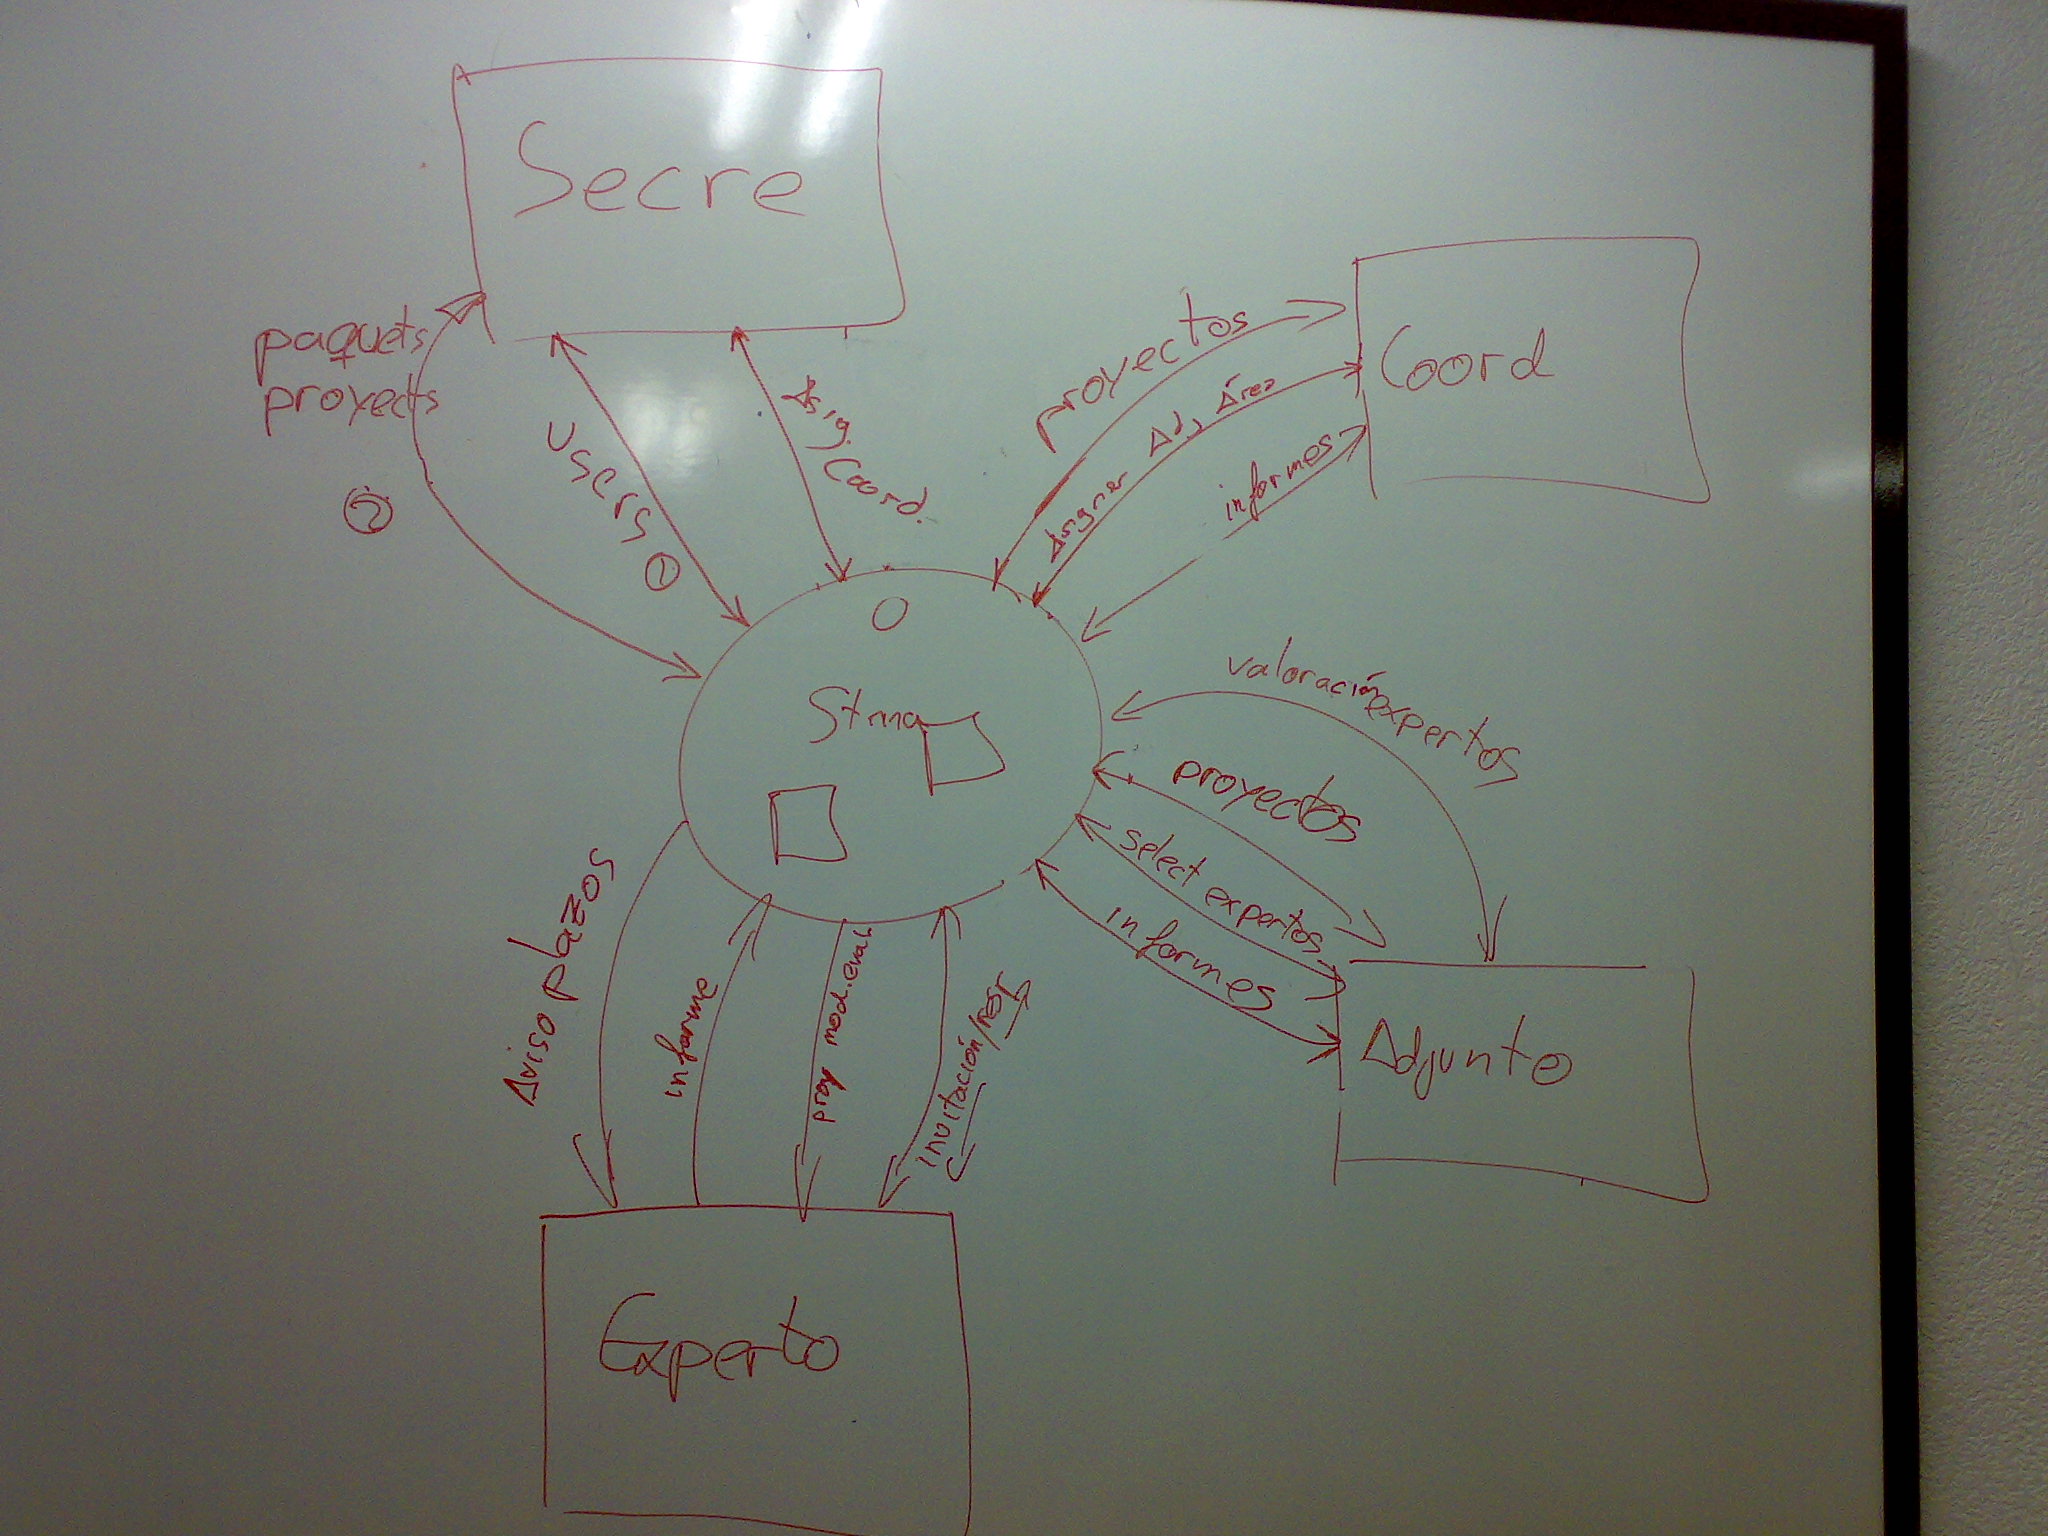 Secre
paquets
proyects
②
users ①
Asig. Coord.
proyectos
Asignar Adj Área
informes
Coord
0
Stma
valoración expertos
proyectos
select expertos
informes
Adjunto
Aviso plazos
informe
proy mod.eval
invitación/resp
Experto